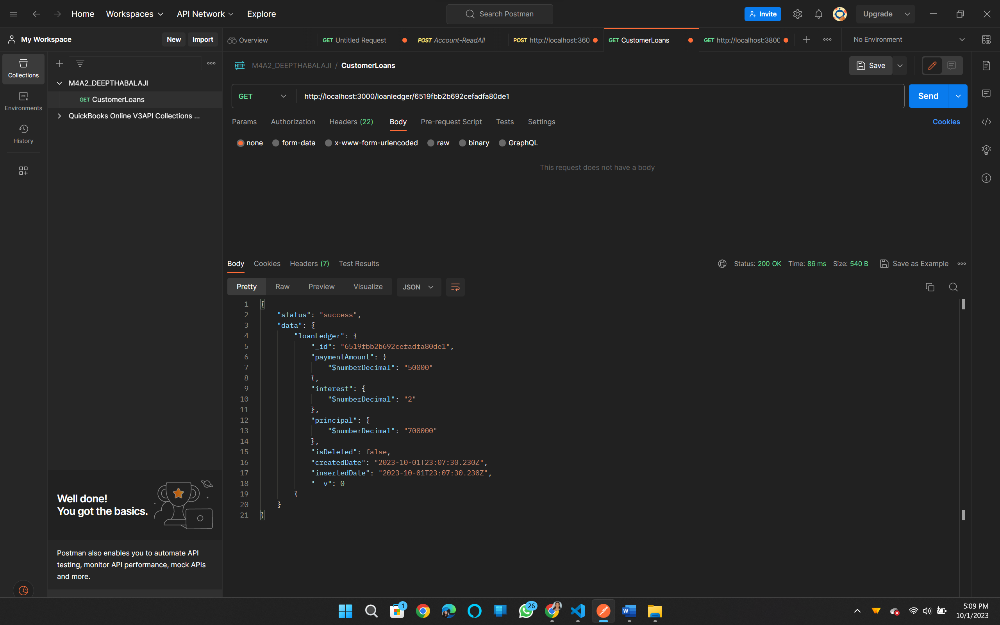 Home Workspaces API Network Explore Search Postman Invite Upgrade
My Workspace New Import Overview GET Untitled Request POST Account-ReadAll POST http://localhost:360 GET CustomerLoans GET http://localhost:3800 No Environment
Collections
Environments
History
M4A2_DEEPTHABALAJI
GET CustomerLoans
QuickBooks Online V3API Collections ...
HTTP M4A2_DEEPTHABALAJI / CustomerLoans Save
GET http://localhost:3000/loanledger/6519fbb2b692cefadfa80de1 Send
Params Authorization Headers (22) Body Pre-request Script Tests Settings Cookies
none form-data x-www-form-urlencoded raw binary GraphQL
This request does not have a body
Body Cookies Headers (7) Test Results Status: 200 OK Time: 86 ms Size: 540 B Save as Example
Pretty Raw Preview Visualize JSON
1 {
2 "status": "success",
3 "data": {
4 "loanLedger": {
5 "_id": "6519fbb2b692cefadfa80de1",
6 "paymentAmount": {
7 "$numberDecimal": "50000"
8 },
9 "interest": {
10 "$numberDecimal": "2"
11 },
12 "principal": {
13 "$numberDecimal": "700000"
14 },
15 "isDeleted": false,
16 "createdDate": "2023-10-01T23:07:30.230Z",
17 "insertedDate": "2023-10-01T23:07:30.230Z",
18 "__v": 0
19 }
20 }
21 }
Well done!
You got the basics.
Postman also enables you to automate API
testing, monitor API performance, mock APIs
and more.
1 26 W
5:09 PM
10/1/2023